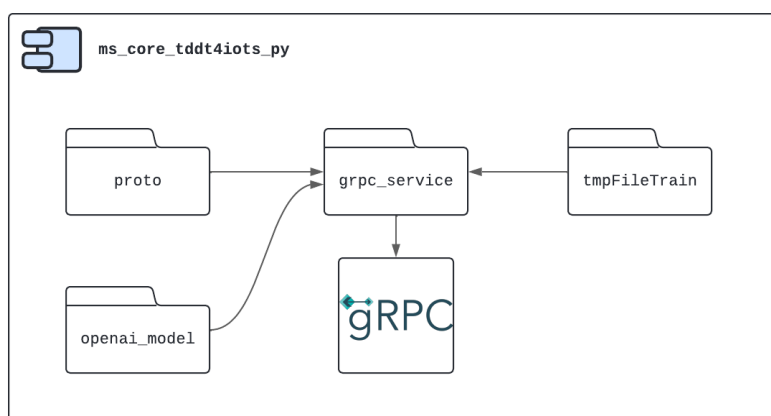 ms_core_tddt4iots_py
proto
grpc_service
tmpFileTrain
openai_model
gRPC